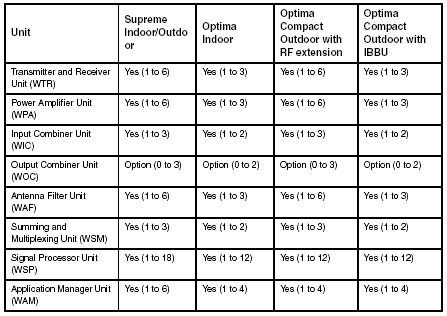 Unit Supreme Indoor/Outdo or Optima Indoor Optima Compact Outdoor with RF extension Optima Compact Outdoor with IBBU
Transmitter and Receiver Unit (WTR) Yes (1 to 6) Yes (1 to 3) Yes (1 to 6) Yes (1 to 3)
Power Amplifier Unit (WPA) Yes (1 to 6) Yes (1 to 3) Yes (1 to 6) Yes (1 to 3)
Input Combiner Unit (WIC) Yes (1 to 3) Yes (1 to 2) Yes (1 to 3) Yes (1 to 2)
Output Combiner Unit (WOC) Option (0 to 3) Option (0 to 2) Option (0 to 3) Option (0 to 2)
Antenna Filter Unit (WAF) Yes (1 to 6) Yes (1 to 3) Yes (1 to 6) Yes (1 to 3)
Summing and Multiplexing Unit (WSM) Yes (1 to 3) Yes (1 to 2) Yes (1 to 3) Yes (1 to 2)
Signal Processor Unit (WSP) Yes (1 to 18) Yes (1 to 12) Yes (1 to 12) Yes (1 to 12)
Application Manager Unit (WAM) Yes (1 to 6) Yes (1 to 4) Yes (1 to 4) Yes (1 to 4)